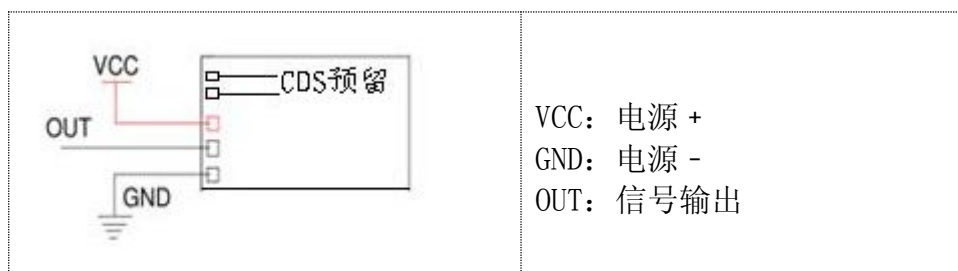 VCC
CDS预留
OUT
GND
VCC：电源 +
GND：电源 -
OUT：信号输出